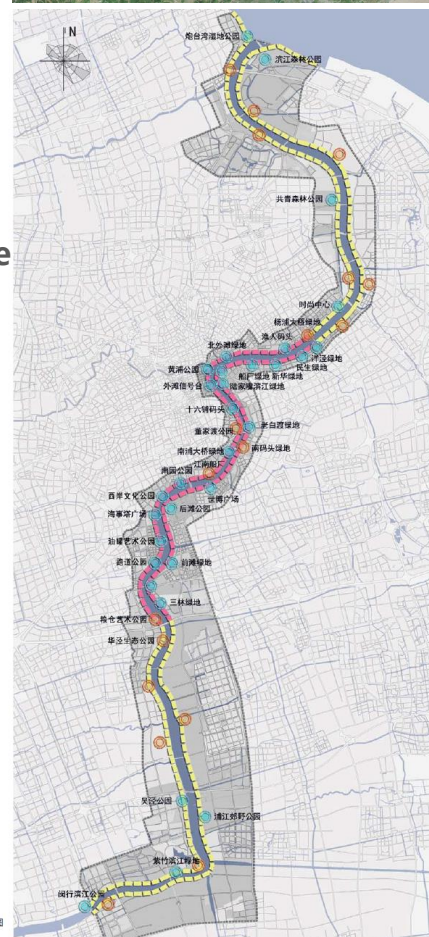 N
炮台湾湿地公园
滨江森林公园
e
共青森林公园
时尚中心
杨浦大桥绿地
渔人码头
北外滩绿地
洋泾绿地
民生绿地
黄浦公园
船厂绿地 新华绿地
外滩信号台
陆家嘴滨江绿地
十六铺码头
董家渡公园
老白渡绿地
南浦大桥绿地
南码头绿地
江南船厂
南园公园
西岸文化公园
世博广场
后滩公园
海事塔广场
油罐艺术公园
跑道公园
前滩绿地
三林绿地
粮仓艺术公园
华泾生态公园
吴泾公园
浦江郊野公园
紫竹滨江绿地
闵行滨江公园